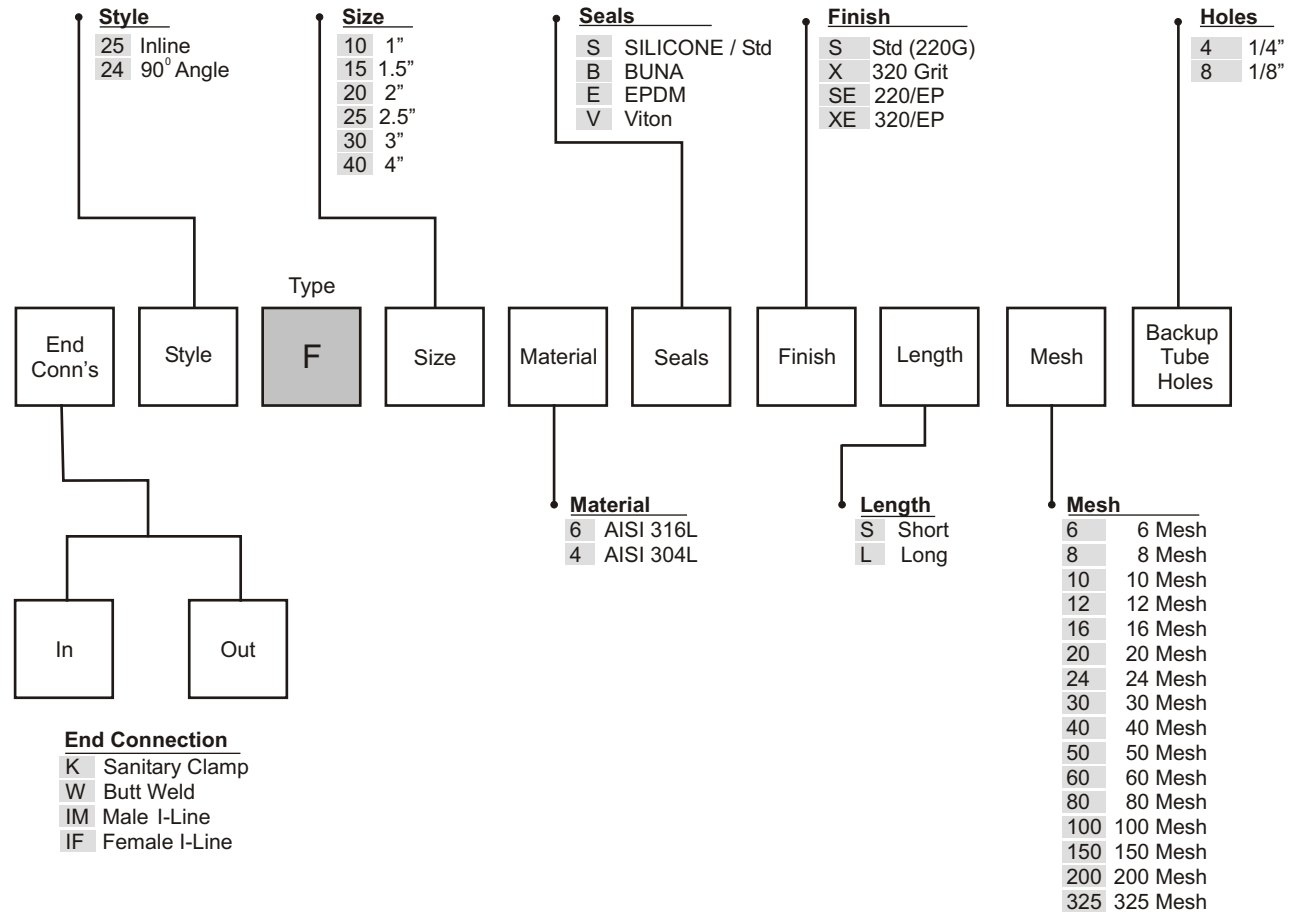 Style
25 Inline
24 90° Angle
Size
10 1”
15 1.5”
20 2”
25 2.5”
30 3”
40 4”
Seals
S SILICONE / Std
B BUNA
E EPDM
V Viton
Finish
S Std (220G)
X 320 Grit
SE 220/EP
XE 320/EP
Holes
4 1/4”
8 1/8”
Type
End
Conn’s
Style
F
Size
Material
Seals
Finish
Length
Mesh
Backup
Tube
Holes
In
Out
End Connection
K Sanitary Clamp
W Butt Weld
IM Male I-Line
IF Female I-Line
Material
6 AISI 316L
4 AISI 304L
Length
S Short
L Long
Mesh
6 6 Mesh
8 8 Mesh
10 10 Mesh
12 12 Mesh
16 16 Mesh
20 20 Mesh
24 24 Mesh
30 30 Mesh
40 40 Mesh
50 50 Mesh
60 60 Mesh
80 80 Mesh
100 100 Mesh
150 150 Mesh
200 200 Mesh
325 325 Mesh